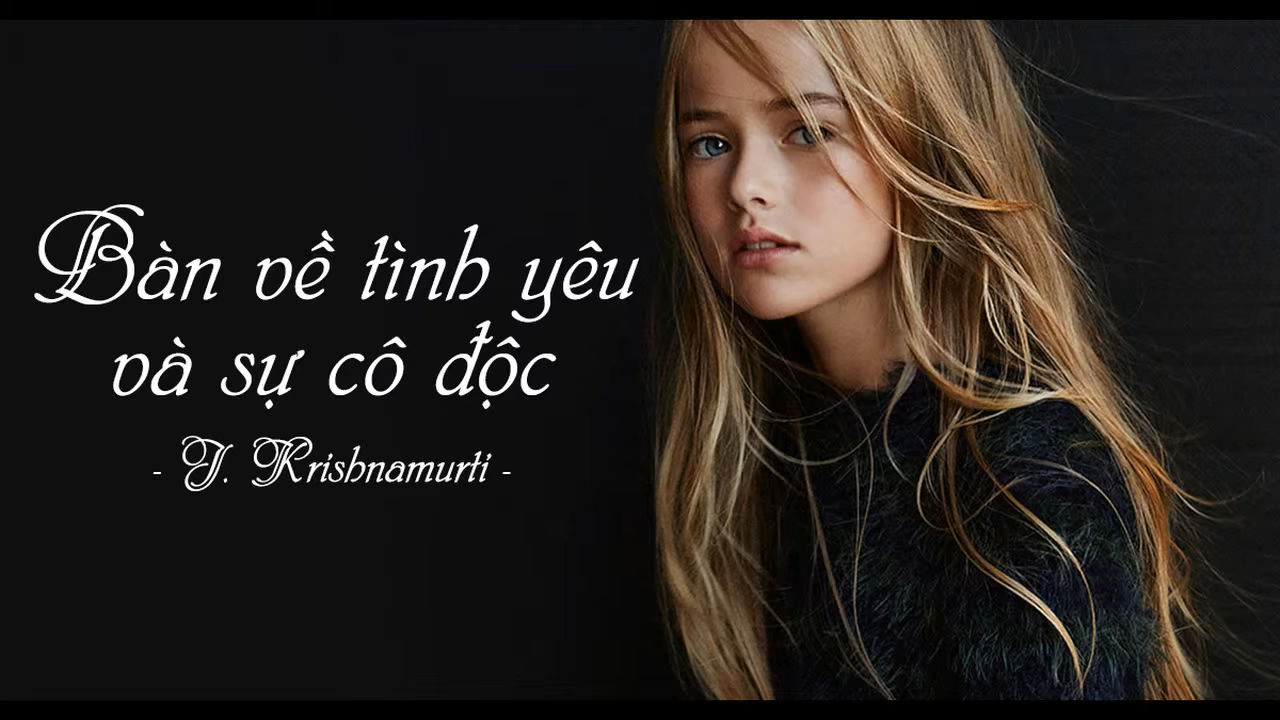 Bàn về tình yêu
và sự cô độc
- J. Krishnamurti -